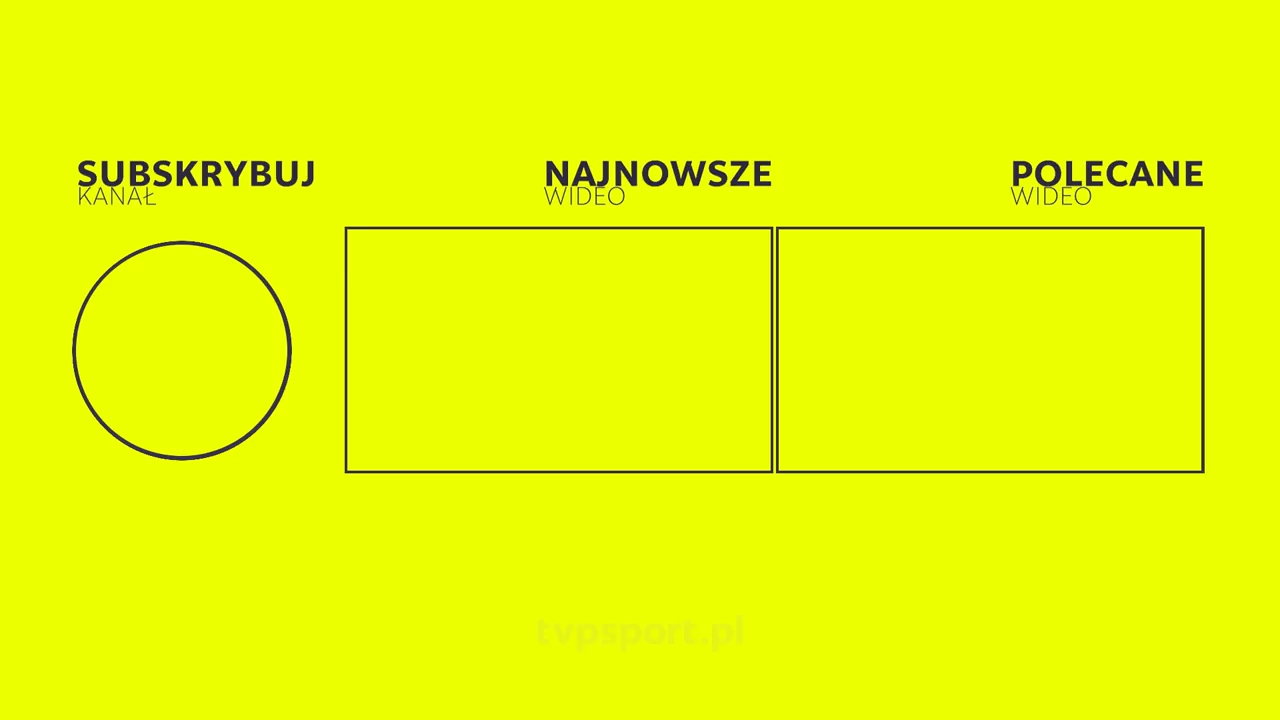 SUBSKRYBUJ
KANAŁ
NAJNOWSZE
WIDEO
POLECANE
WIDEO
tvpsport.pl